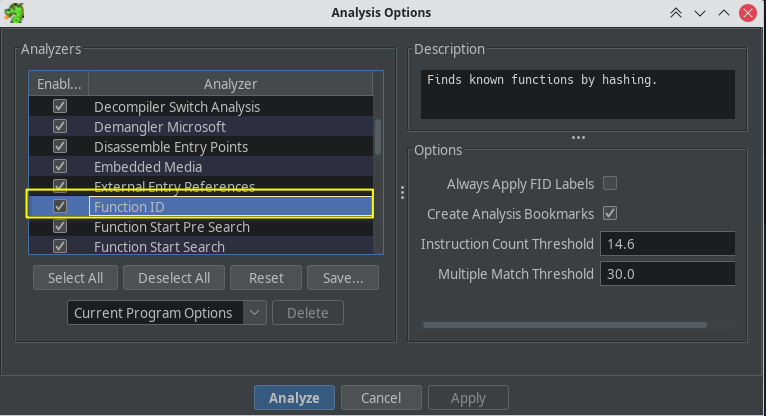 Analysis Options
Analyzers
Enabl... Analyzer
Decompiler Switch Analysis
Demangler Microsoft
Disassemble Entry Points
Embedded Media
External Entry References
Function ID
Function Start Pre Search
Function Start Search
Select All Deselect All Reset Save...
Current Program Options Delete
Description
Finds known functions by hashing.
Options
Always Apply FID Labels
Create Analysis Bookmarks
Instruction Count Threshold 14.6
Multiple Match Threshold 30.0
Analyze Cancel Apply